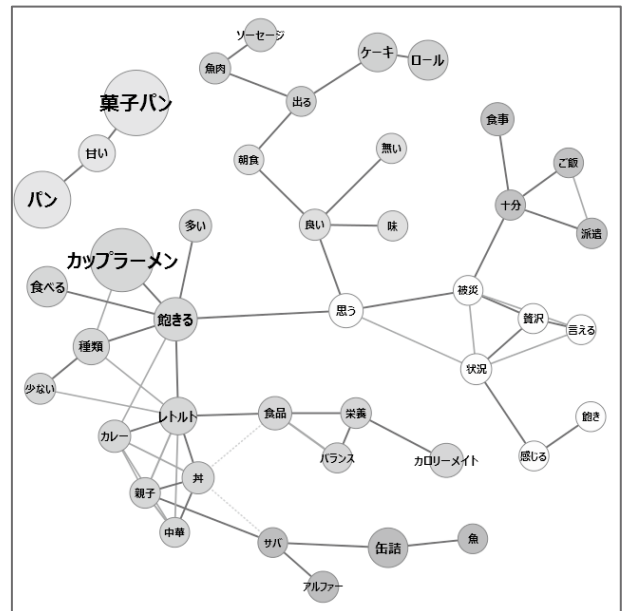 ソーセージ
ケーキ
ロール
魚肉
出る
菓子パン
食事
甘い
朝食
無い
ご飯
パン
十分
多い
良い
味
派遣
カップラーメン
食べる
被災
思う
飽きる
贅沢
言える
種類
状況
少ない
レトルト
食品
栄養
飽き
カレー
バランス
カロリーメイト
感じる
丼
親子
中華
サバ
缶詰
魚
アルファー